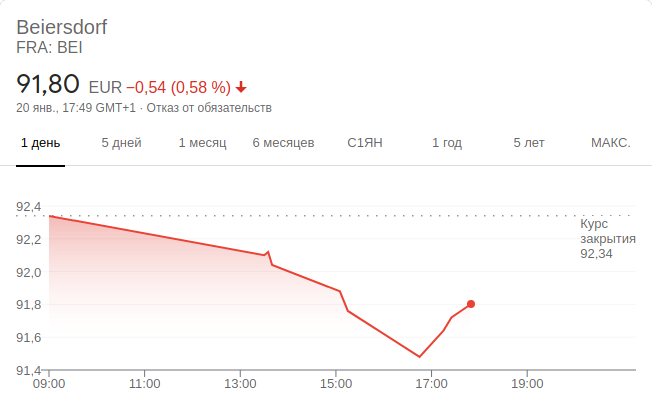 Beiersdorf
FRA: BEI
91,80 EUR −0,54 (0,58 %)
20 янв., 17:49 GMT+1 · Отказ от обязательств
1 день 5 дней 1 месяц 6 месяцев С1ЯН 1 год 5 лет МАКС.
92,4
Курс
закрытия
92,34
92,2
92,0
91,8
91,6
91,4
09:00 11:00 13:00 15:00 17:00 19:00